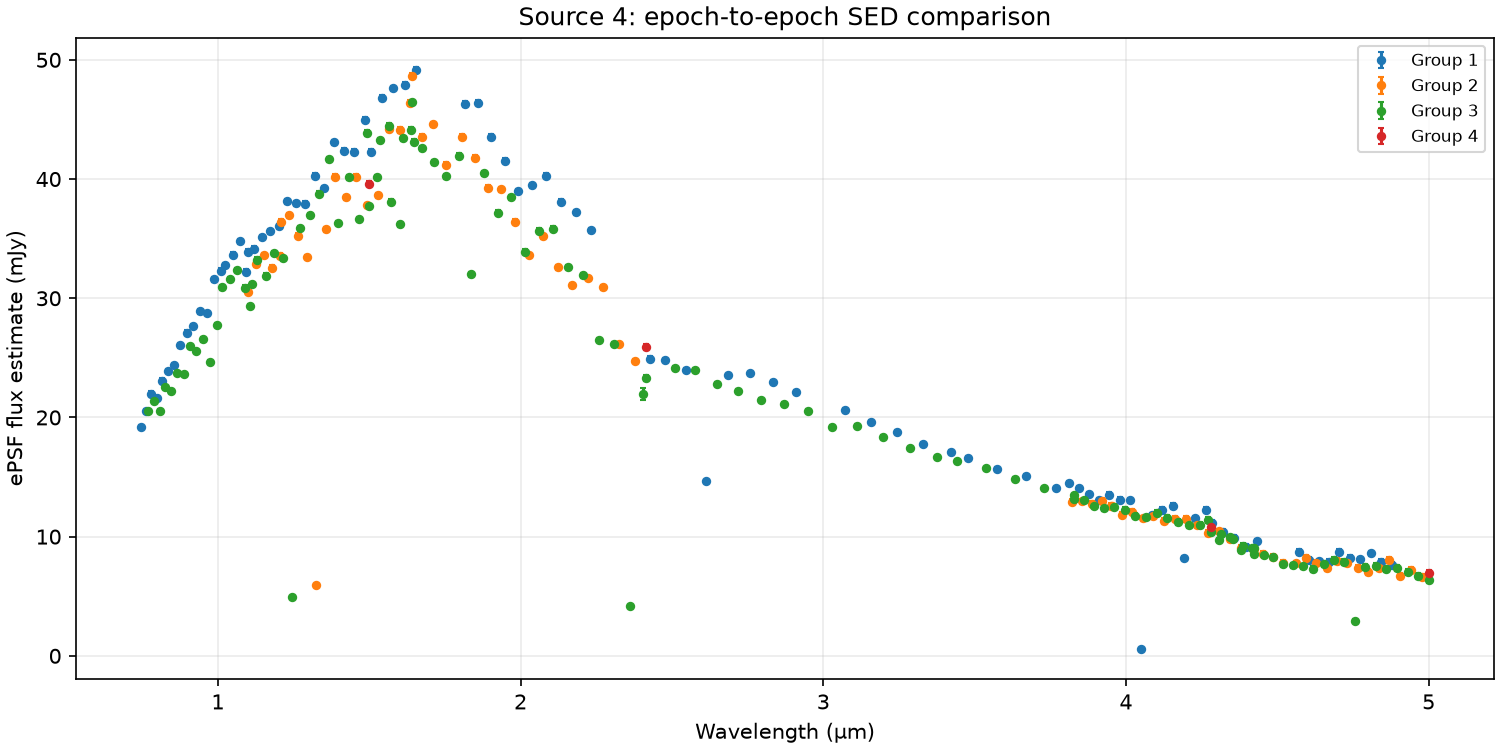 Source 4: epoch-to-epoch SED comparison
ePSF flux estimate (mJy)
50
40
30
20
10
0
Group 1
Group 2
Group 3
Group 4
1 2 3 4 5
Wavelength (µm)